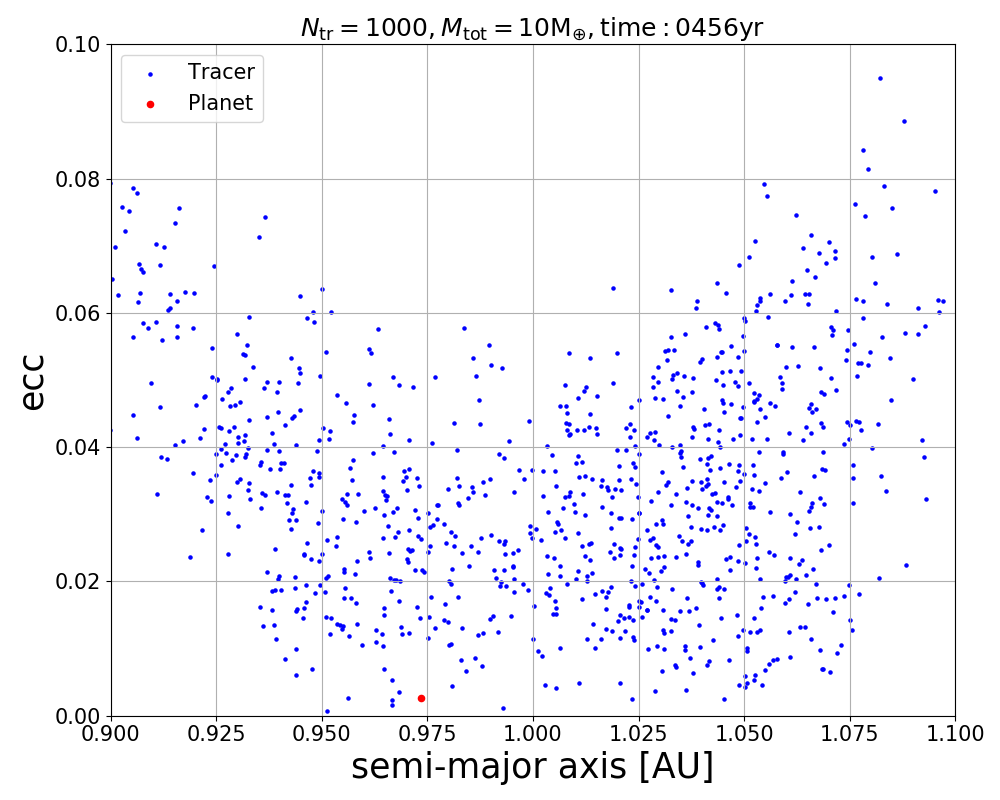 N_tr = 1000, M_tot = 10M_⊕, time : 0456yr
Tracer
Planet
ecc
0.10
0.08
0.06
0.04
0.02
0.00
0.900 0.925 0.950 0.975 1.000 1.025 1.050 1.075 1.100
semi-major axis [AU]